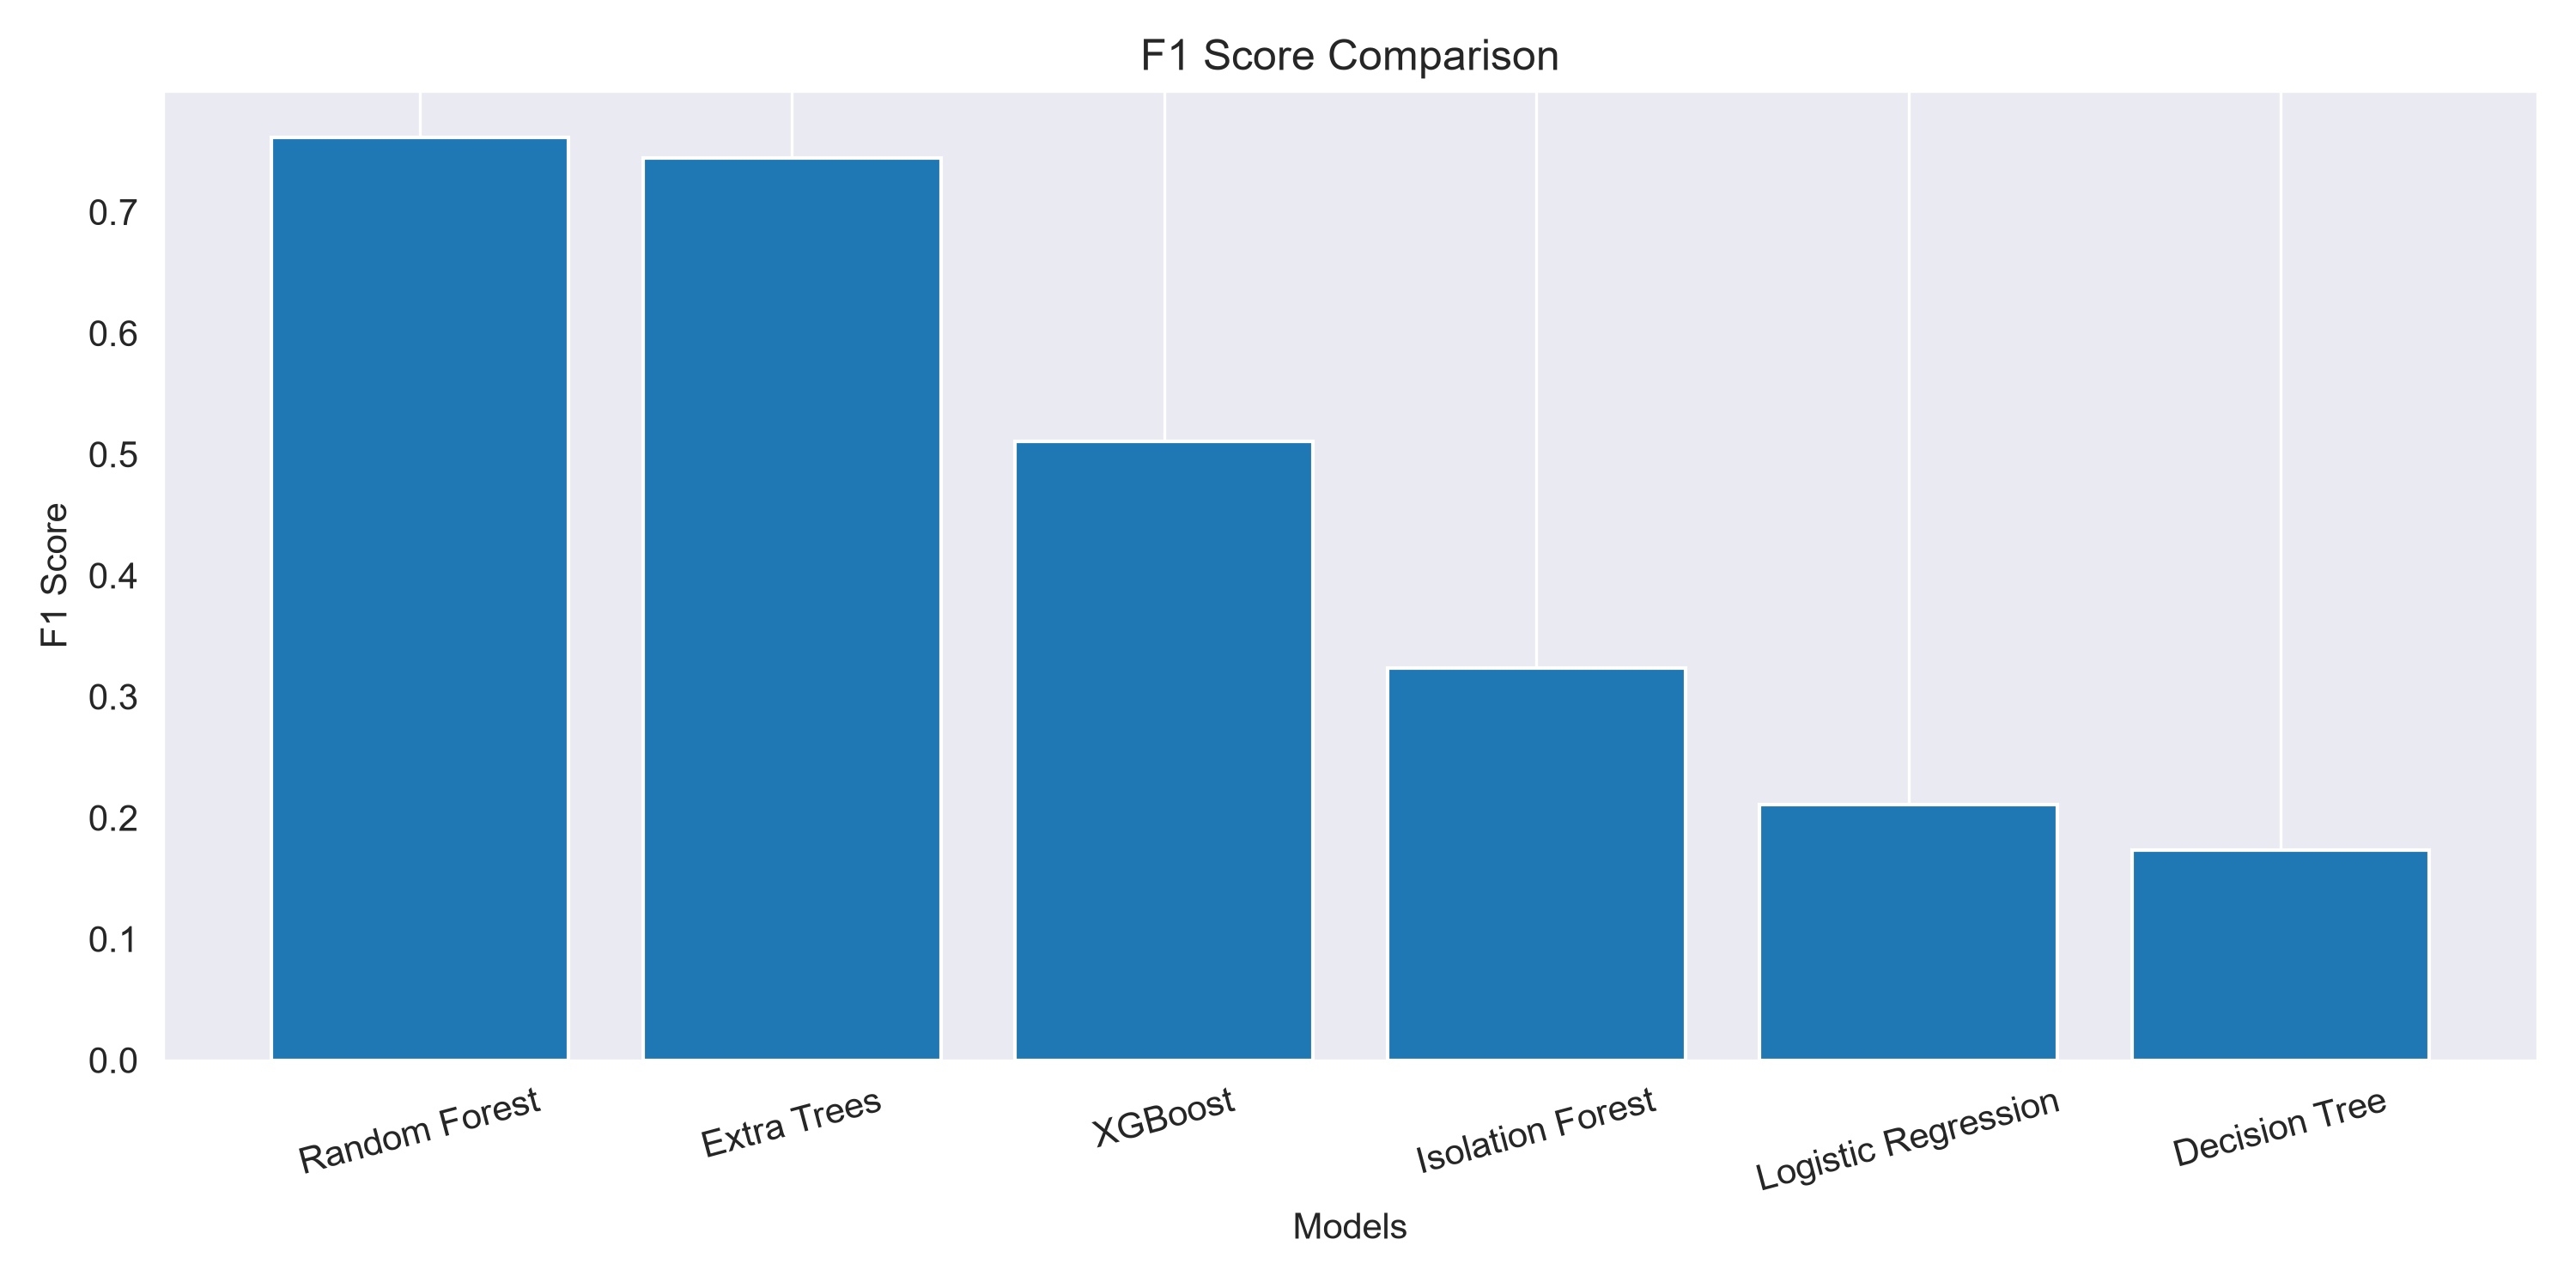 F1 Score Comparison
F1 Score
0.7
0.6
0.5
0.4
0.3
0.2
0.1
0.0
Random Forest
Extra Trees
XGBoost
Isolation Forest
Logistic Regression
Decision Tree
Models